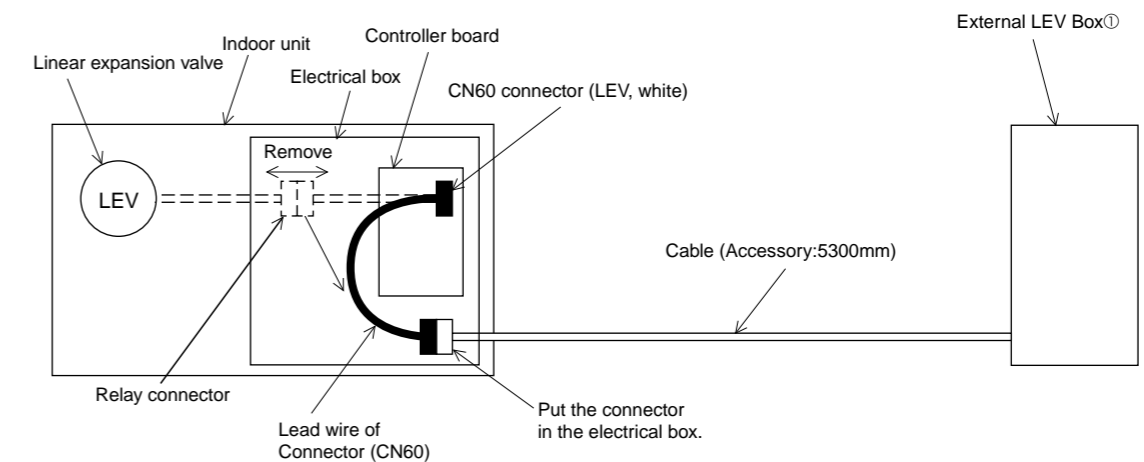 External LEV Box①
Controller board
Indoor unit
Linear expansion valve
Electrical box
CN60 connector (LEV, white)
Remove
LEV
Cable (Accessory:5300mm)
Relay connector
Put the connector
in the electrical box.
Lead wire of
Connector (CN60)